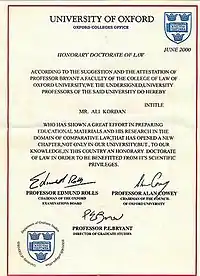 UNIVERSITY OF OXFORD
OXFORD-COLLEGES OFFICE
JUNE 2000
HONORARY DOCTORATE OF LAW
ACCORDING TO THE SUGGESTION AND THE ATTESTATION OF
PROFESSOR BRYANT A FACULTY OF THE COLLEGE OF LAW OF
OXFORD UNIVERSITY, WE THE UNDERSIGNED,UNIVERSITY
PROFESSORS OF THE SAID UNIVERSITY DO HEREBY
INTITLE
MR. ALI KORDAN
WHO HAS SHOWN A GREAT EFFORT IN PREPARING
EDUCATIONAL MATERIALS AND HIS RESEARCH IN THE
DOMAIN OF COMPARATIVE LAW, THAT HAS OPENED A NEW
CHAPTER,NOT ONLY IN OUR UNIVERSITY,BUT , TO OUR
KNOWLEDGE,IN THIS COUNTRY AN HONORARY DOCTORATE
OF LAW IN ORDER TO BE BENEFITTED FROM ITS SCIENTIFIC
PRIVILEGES.
PROFESSOR EDMUND ROLLS
CHAIRMAN OF THE OXFORD
EXAMINATIONS BOARD
PROFESSOR ALAN COWEY
CHAIRMAN OF THE COUNCIL
OF OXFORD UNIVERSITY
PROFESSOR P.E.BRYANT
DIRECTOR OF GRADUATE STUDIES